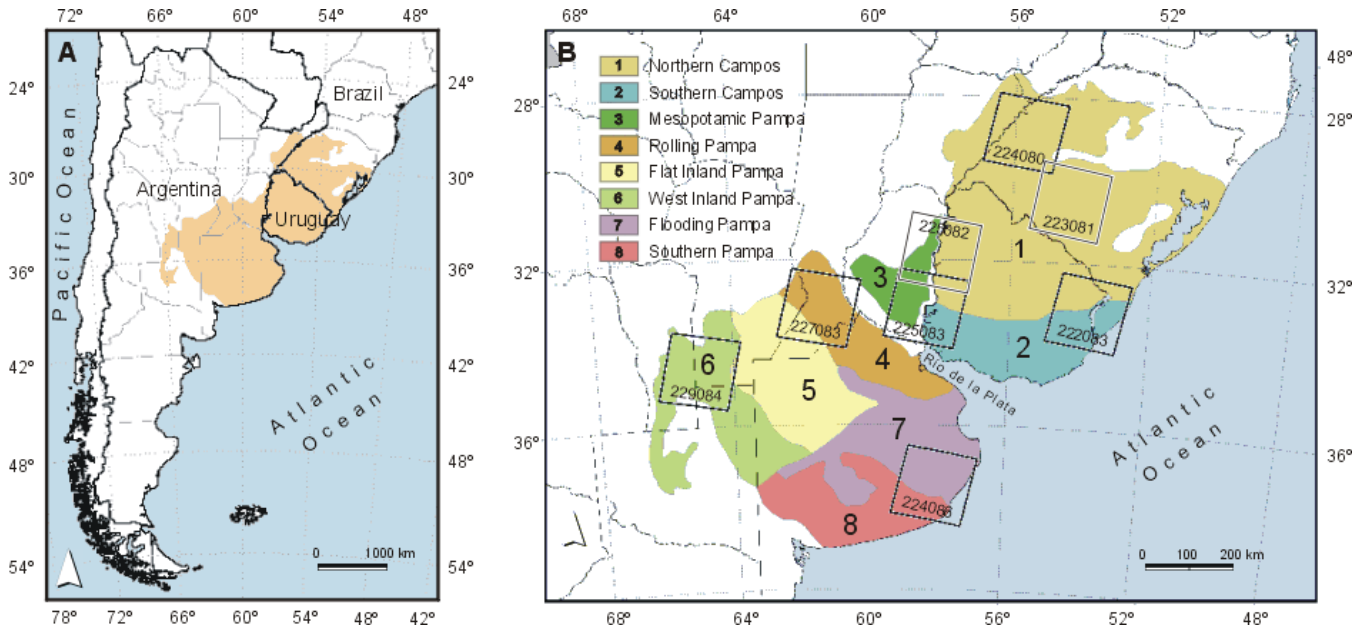 72° 66° 60° 54° 48°
A
24°
30°
36°
42°
48°
54°
24°
30°
36°
42°
48°
54°
Pacific Ocean
Brazil
Argentina
Uruguay
Atlantic
Ocean
0 1000 km
78° 72° 66° 60° 54° 48° 42°
68° 64° 60° 56° 52°
B
48°
28°
32°
36°
28°
32°
36°
1 Northern Campos
2 Southern Campos
3 Mesopotamic Pampa
4 Rolling Pampa
5 Flat Inland Pampa
6 West Inland Pampa
7 Flooding Pampa
8 Southern Pampa
224080
223081
225082
1
3
227083
225083
222083
2
6
229084
4
Río de la Plata
5
7
224086
8
Atlantic
Ocean
0 100 200 km
68° 64° 60° 56° 52° 48°